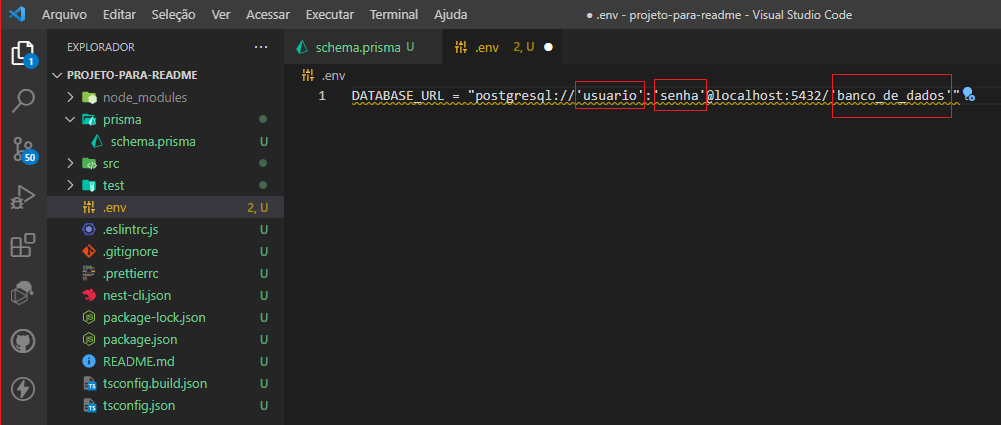 Arquivo Editar Seleção Ver Acessar Executar Terminal Ajuda ● .env - projeto-para-readme - Visual Studio Code
EXPLORADOR ...
PROJETO-PARA-README
node_modules
prisma
schema.prisma U
src
test
.env 2, U
.eslintrc.js U
.gitignore U
.prettierrc U
nest-cli.json U
package-lock.json U
package.json U
README.md U
tsconfig.build.json U
tsconfig.json U
1
50
schema.prisma U
.env 2, U
.env
1 DATABASE_URL = "postgresql://'usuario':'senha'@localhost:5432/'banco_de_dados'"